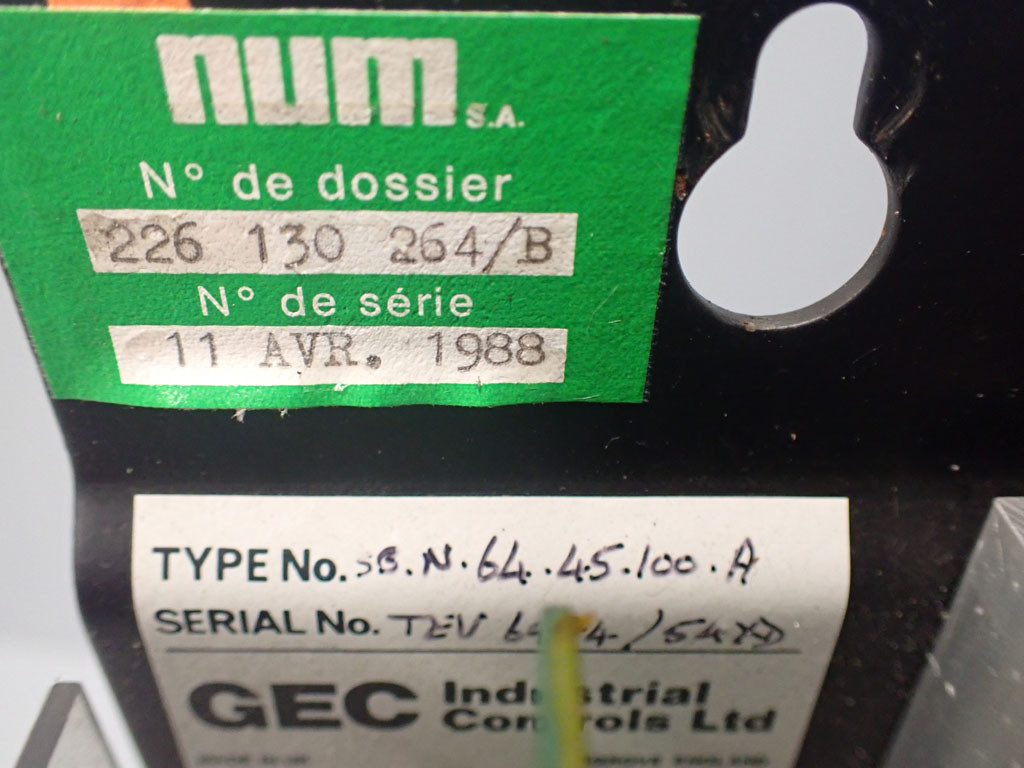 num S.A.
N° de dossier
226 130 264/B
N° de série
11 AVR. 1988
TYPE No. SB.N.64.45.100.A
SERIAL No. TEV
GEC Industrial
Controls Ltd